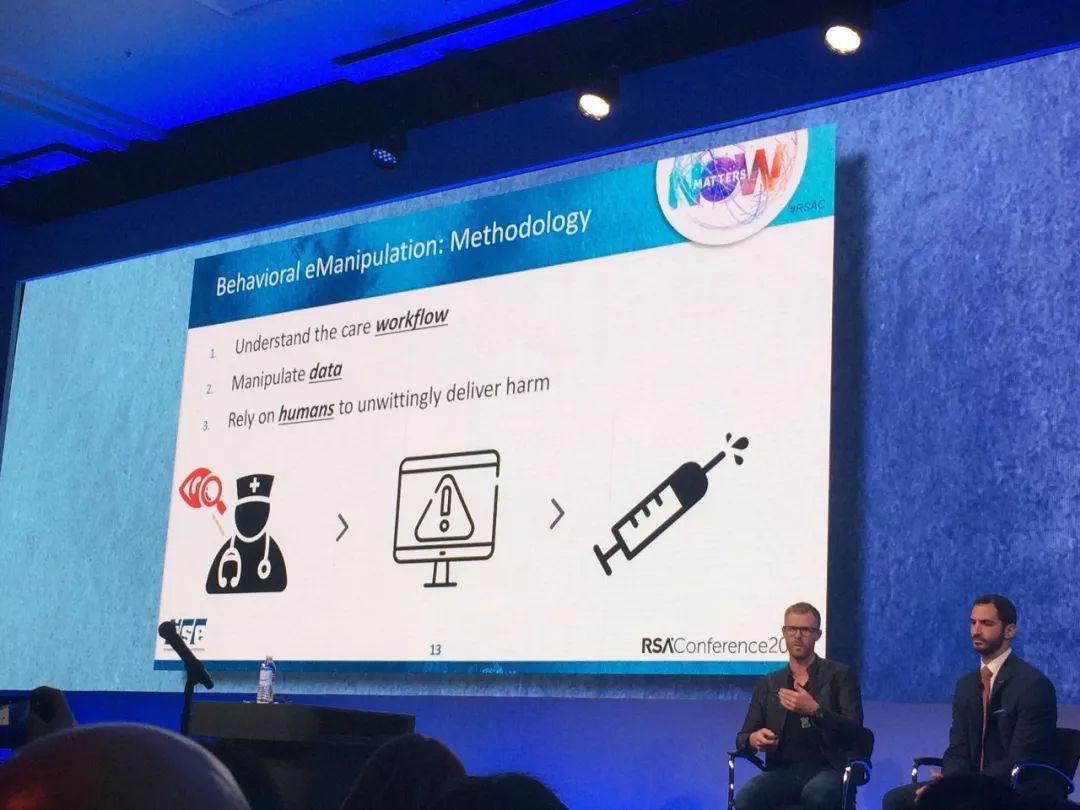 NOW
MATTERS
#RSAC
Behavioral eManipulation: Methodology
1. Understand the care workflow
2. Manipulate data
3. Rely on humans to unwittingly deliver harm
13
RSAConference20